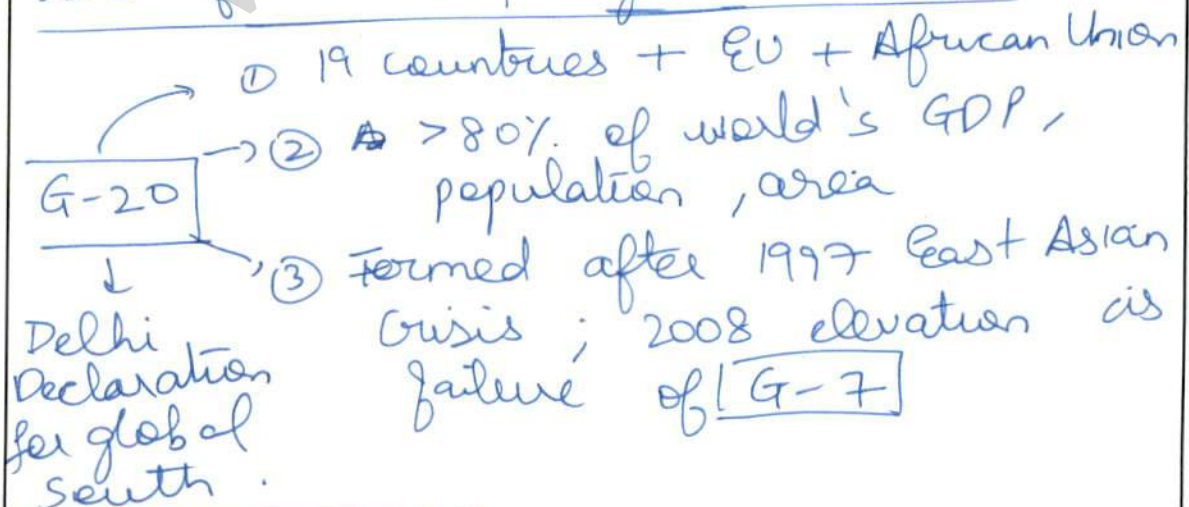 ① 19 countries + EU + African Union
② >80% of world's GDP,
population, area
G-20
③ Formed after 1997 East Asian
Crisis ; 2008 elevation as
failure of G-7
Delhi
Declaration
for global
south.